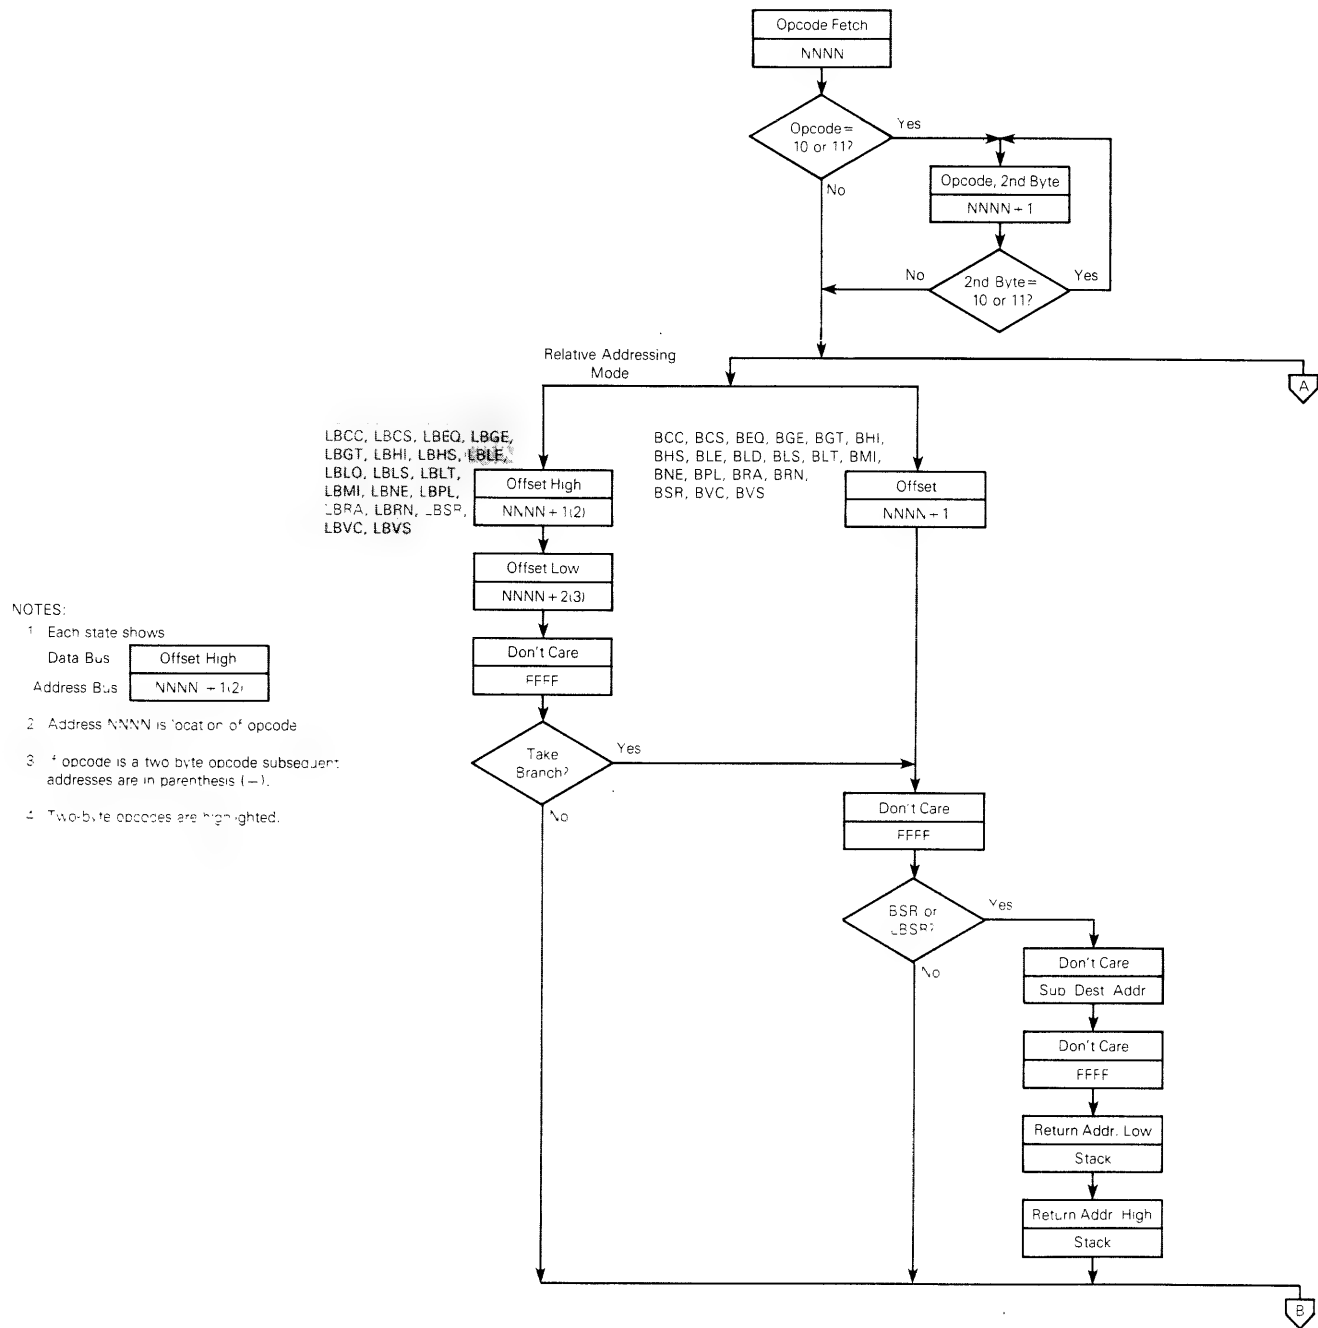 Opcode Fetch
NNNN
Opcode=
10 or 11?
Yes
No
Opcode, 2nd Byte
NNNN + 1
2nd Byte=
10 or 11?
No
Yes
Relative Addressing
Mode
A
LBCC, LBCS, LBEQ, LBGE,
LBGT, LBHI, LBHS, LBLE,
LBLO, LBLS, LBLT,
LBMI, LBNE, LBPL,
LBRA, LBRN, LBSR,
LBVC, LBVS
BCC, BCS, BEQ, BGE, BGT, BHI,
BHS, BLE, BLD, BLS, BLT, BMI,
BNE, BPL, BRA, BRN,
BSR, BVC, BVS
Offset High
NNNN + 1(2)
Offset
NNNN + 1
Offset Low
NNNN + 2(3)
Don't Care
FFFF
Take
Branch?
Yes
No
NOTES:
1 Each state shows
Data Bus
Offset High
Address Bus
NNNN + 1(2)
2 Address NNNN is location of opcode
3 If opcode is a two byte opcode subsequent
addresses are in parenthesis (—).
4 Two-byte opcodes are highlighted.
Don't Care
FFFF
BSR or
LBSR?
Yes
No
Don't Care
Sub Dest Addr
Don't Care
FFFF
Return Addr. Low
Stack
Return Addr High
Stack
B